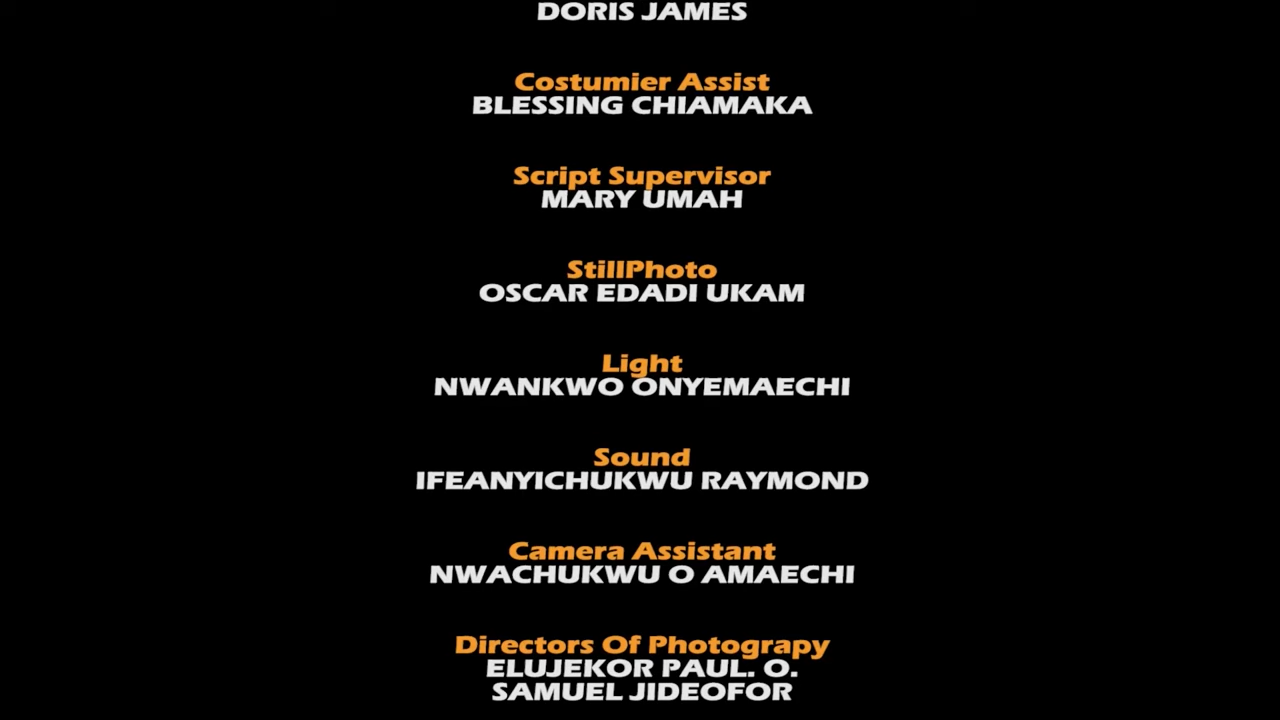 DORIS JAMES
Costumier Assist
BLESSING CHIAMAKA
Script Supervisor
MARY UMAH
StillPhoto
OSCAR EDADI UKAM
Light
NWANKWO ONYEMAECHI
Sound
IFEANYICHUKWU RAYMOND
Camera Assistant
NWACHUKWU O AMAECHI
Directors Of Photograpy
ELUJEKOR PAUL. O.
SAMUEL JIDEOFOR